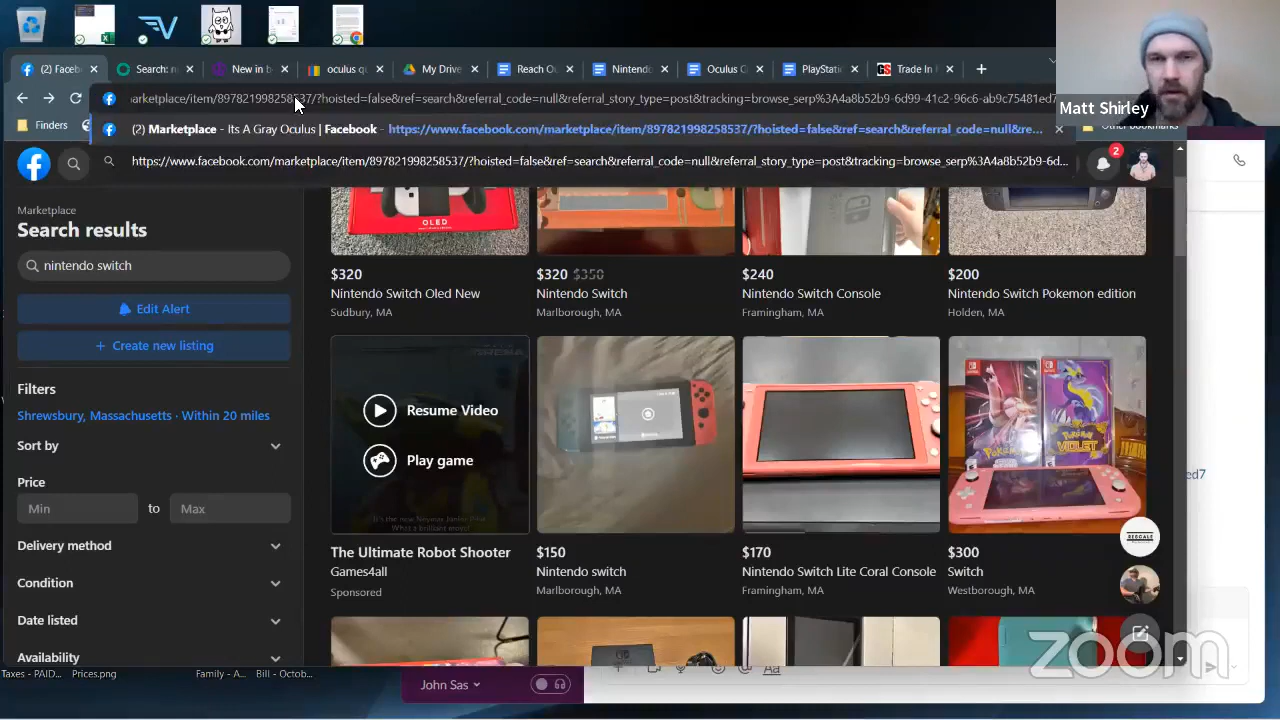 (2) Faceb
Search: n
New in b
oculus q
My Drive
Reach O
Nintend
Oculus G
PlayStatic
Trade In
arketplace/item/897821998258537/?hoisted=false&ref=search&referral_code=null&referral_story_type=post&tracking=browse_serp%3A4a8b52b9-6d99-41c2-96c6-ab9c75481ed7
Finders
(2) Marketplace - Its A Gray Oculus | Facebook - https://www.facebook.com/marketplace/item/897821998258537/?hoisted=false&ref=search&referral_code=null&re...
Other bookmarks
https://www.facebook.com/marketplace/item/897821998258537/?hoisted=false&ref=search&referral_code=null&referral_story_type=post&tracking=browse_serp%3A4a8b52b9-6d...
2
Matt Shirley
Marketplace
Search results
nintendo switch
Edit Alert
+ Create new listing
Filters
Shrewsbury, Massachusetts · Within 20 miles
Sort by
Price
Min
to
Max
Delivery method
Condition
Date listed
Availability
OLED
$320
Nintendo Switch Oled New
Sudbury, MA
$320 $350
Nintendo Switch
Marlborough, MA
$240
Nintendo Switch Console
Framingham, MA
$200
Nintendo Switch Pokemon edition
Holden, MA
Resume Video
Play game
The Ultimate Robot Shooter
Games4all
Sponsored
$150
Nintendo switch
Marlborough, MA
$170
Nintendo Switch Lite Coral Console
Framingham, MA
$300
Switch
Westborough, MA
ed7
RESCALE
Taxes - PAID...
Prices.png
Family - A...
Bill - Octob...
John Sas
Aa
zoom